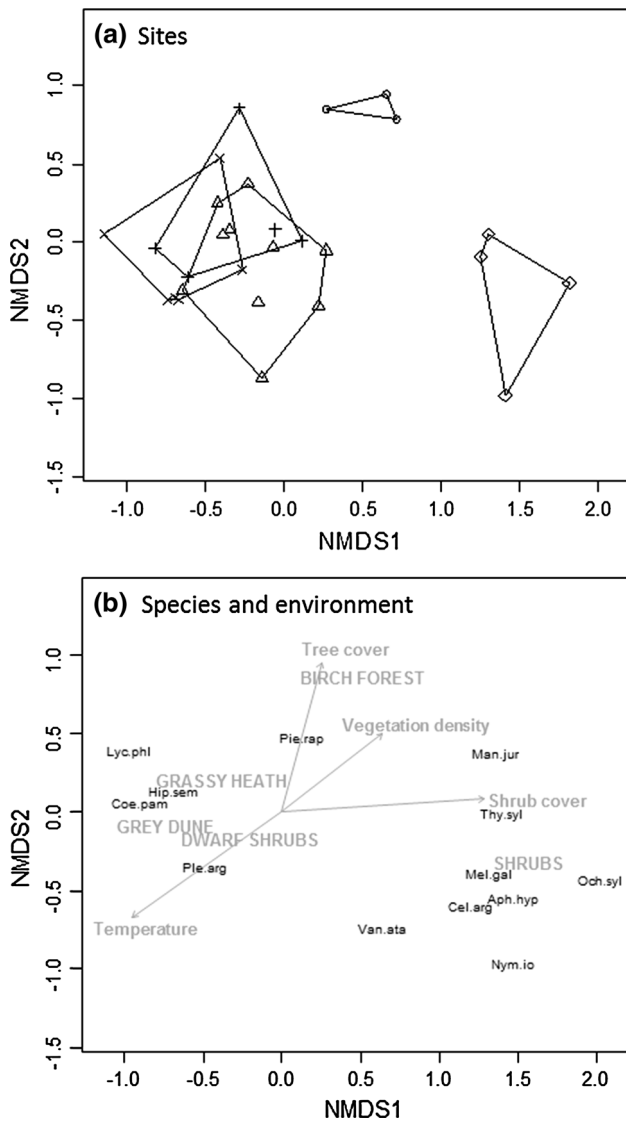 (a) Sites
1.0
0.5
0.0
-0.5
-1.0
-1.5
NMDS2
-1.0 -0.5 0.0 0.5 1.0 1.5 2.0
NMDS1
(b) Species and environment
Tree cover
BIRCH FOREST
Vegetation density
Pie.rap
Lyc.phl
Man.jur
GRASSY HEATH
Hip.sem
Coe.pam
Shrub cover
Thy.syl
GREY DUNE
DWARF SHRUBS
SHRUBS
Ple.arg
Mel.gal
Och.syl
Aph.hyp
Cel.arg
Temperature
Van.ata
Nym.io
1.0
0.5
0.0
-0.5
-1.0
-1.5
NMDS2
-1.0 -0.5 0.0 0.5 1.0 1.5 2.0
NMDS1